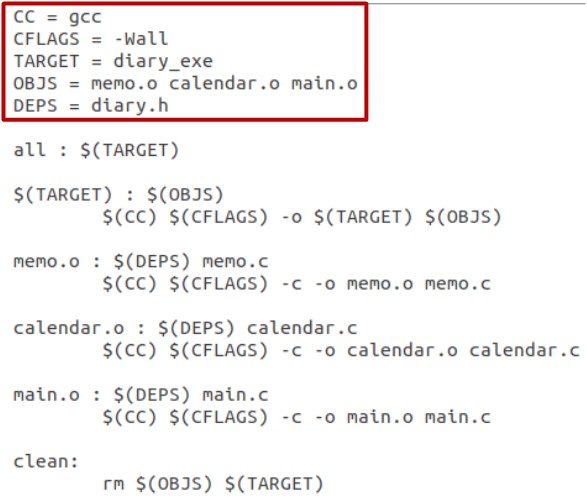 CC = gcc
CFLAGS = -Wall
TARGET = diary_exe
OBJS = memo.o calendar.o main.o
DEPS = diary.h
all : $(TARGET)
$(TARGET) : $(OBJS)
$(CC) $(CFLAGS) -o $(TARGET) $(OBJS)
memo.o : $(DEPS) memo.c
$(CC) $(CFLAGS) -c -o memo.o memo.c
calendar.o : $(DEPS) calendar.c
$(CC) $(CFLAGS) -c -o calendar.o calendar.c
main.o : $(DEPS) main.c
$(CC) $(CFLAGS) -c -o main.o main.c
clean:
rm $(OBJS) $(TARGET)